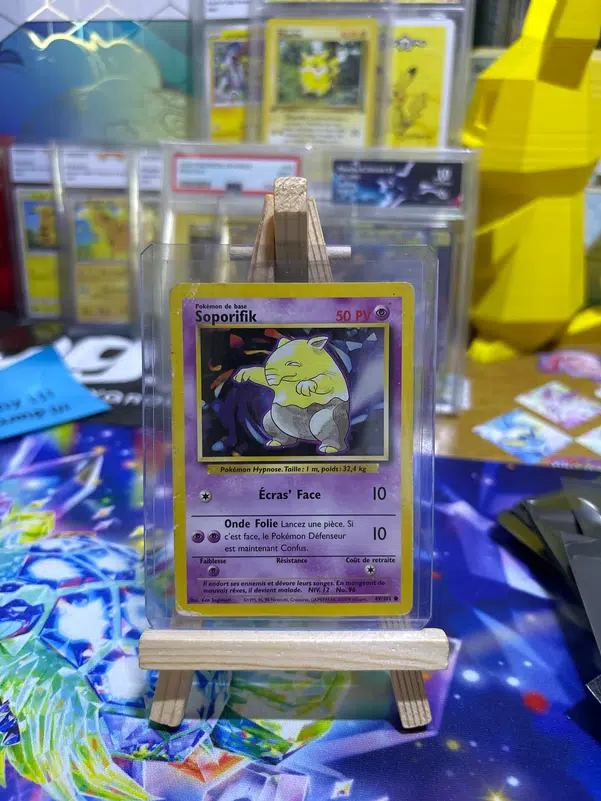 Pokémon de base
Soporifik
50 PV
Pokémon Hypnose. Taille : 1 m, poids : 32,4 kg
Écras' Face 10
Onde Folie Lancez une pièce. Si
c'est face, le Pokémon Défenseur
est maintenant Confus.
10
Faiblesse Résistance Coût de retraite
Il endort ses ennemis et dévore leurs songes. En mangeant de
mauvais rêves, il devient malade. NIV. 12 No. 96
49/102
10